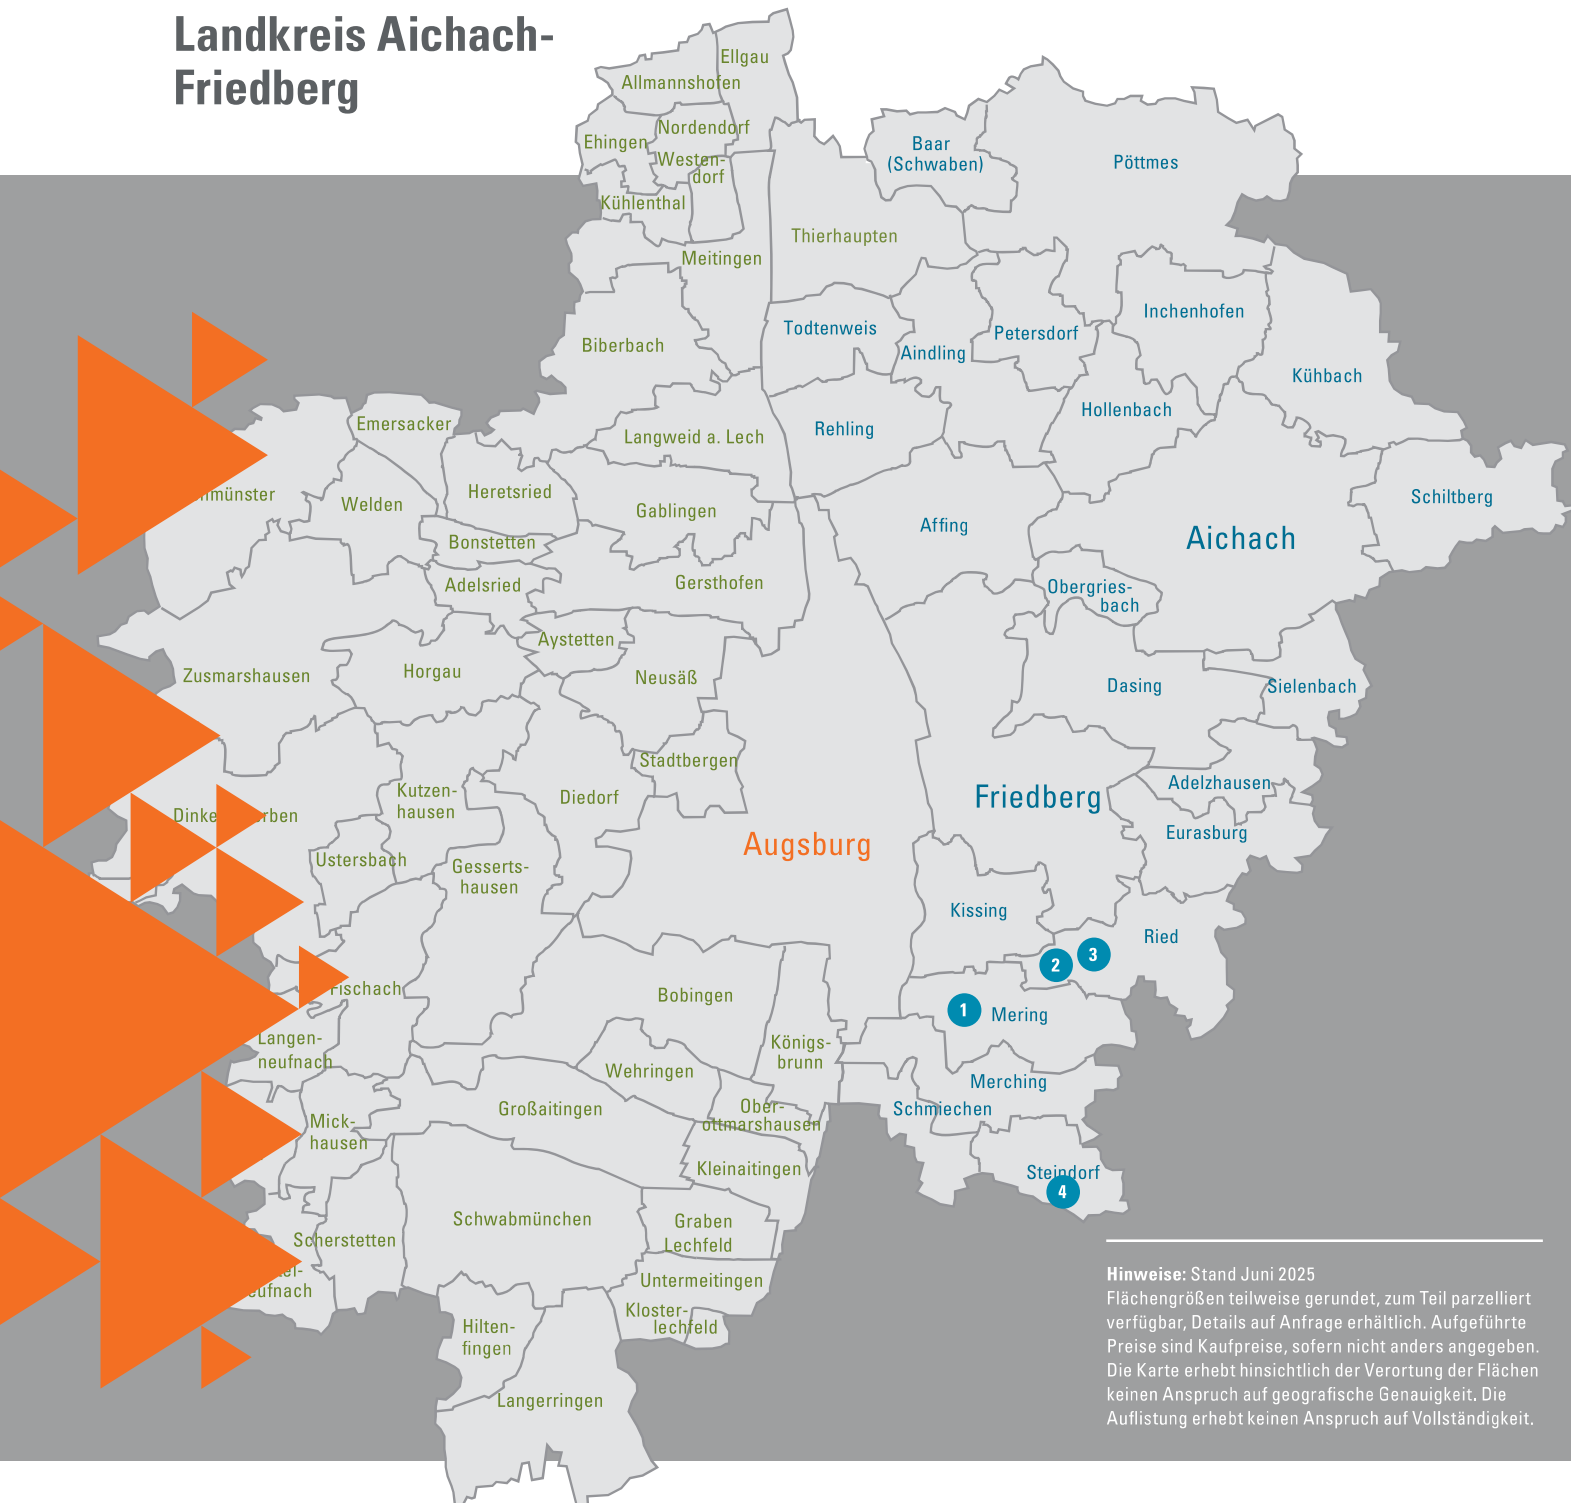 Landkreis Aichach-
Friedberg
Ellgau
Allmannshofen
Nordendorf
Ehingen
Westen-
dorf
Kühlenthal
Meitingen
Thierhaupten
Baar
(Schwaben)
Pöttmes
Biberbach
Todtenweis
Aindling
Petersdorf
Inchenhofen
Kühbach
Emersacker
Langweid a. Lech
Rehling
Hollenbach
nmünster
Welden
Heretsried
Gablingen
Affing
Aichach
Schiltberg
Bonstetten
Adelsried
Gersthofen
Obergries-
bach
Aystetten
Zusmarshausen
Horgau
Neusäß
Dasing
Sielenbach
Stadtbergen
Diedorf
Kutzen-
hausen
Friedberg
Adelzhausen
Dinke
rben
Eurasburg
Augsburg
Ustersbach
Gesserts-
hausen
Kissing
Ried
2
3
Fischach
Bobingen
1
Mering
Langen-
neufnach
Königs-
brunn
Wehringen
Merching
Großaitingen
Ober-
ottmarshausen
Schmiechen
Mick-
hausen
Kleinaitingen
Steindorf
4
Schwabmünchen
Graben
Lechfeld
Scherstetten
el-
eufnach
Untermeitingen
Kloster-
lechfeld
Hilten-
fingen
Langerringen
Hinweise: Stand Juni 2025
Flächengrößen teilweise gerundet, zum Teil parzelliert
verfügbar, Details auf Anfrage erhältlich. Aufgeführte
Preise sind Kaufpreise, sofern nicht anders angegeben.
Die Karte erhebt hinsichtlich der Verortung der Flächen
keinen Anspruch auf geografische Genauigkeit. Die
Auflistung erhebt keinen Anspruch auf Vollständigkeit.